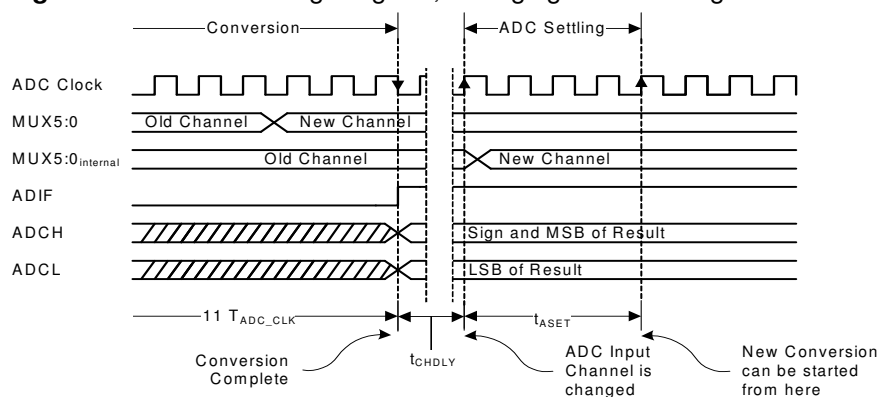 Conversion
ADC Settling
ADC Clock
MUX5:0
Old Channel
New Channel
MUX5:0internal
Old Channel
New Channel
ADIF
ADCH
Sign and MSB of Result
ADCL
LSB of Result
11 TADC_CLK
tCHDLY
tASET
Conversion
Complete
ADC Input
Channel is
changed
New Conversion
can be started
from here